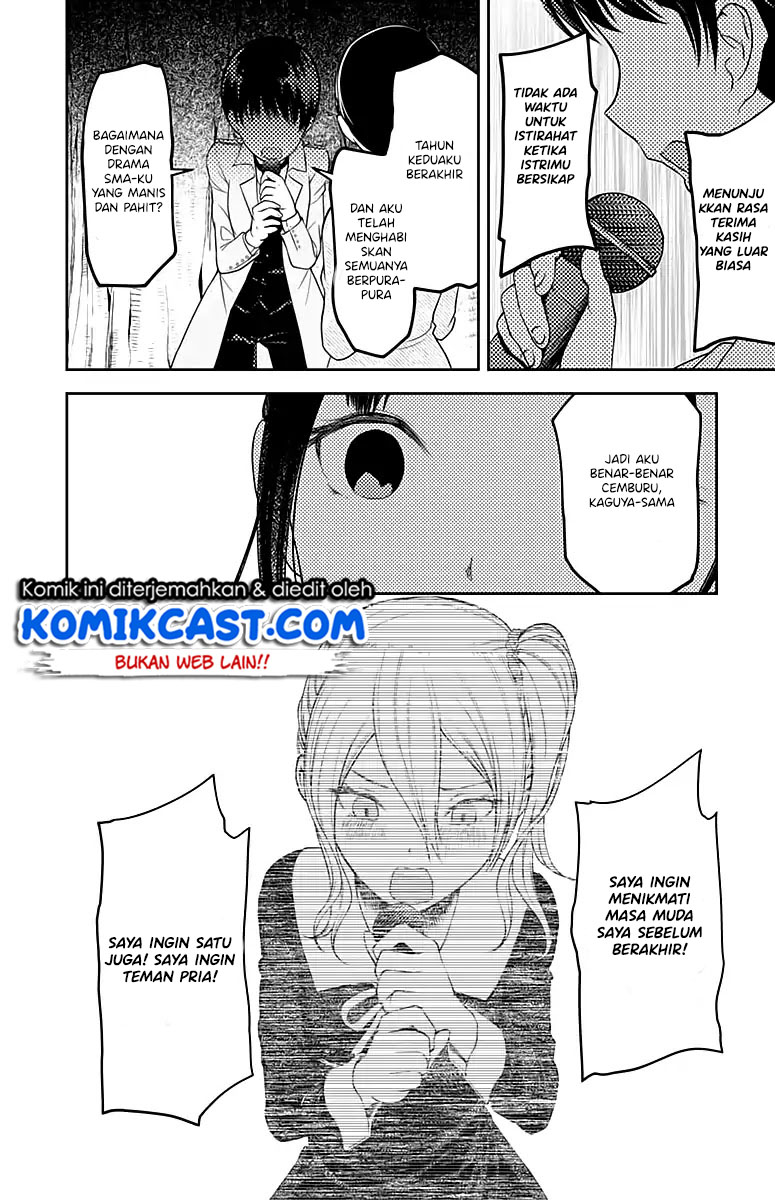 MENUNJU
KKAN RASA
TERIMA
KASIH
YANG LUAR
BIASA
TIDAK ADA
WAKTU
UNTUK
ISTIRAHAT
KETIKA
ISTRIMU
BERSIKAP
TAHUN
KEDUAKU
BERAKHIR
DAN AKU
TELAH
MENGHABI
SKAN
SEMUANYA
BERPURA-
PURA
BAGAIMANA
DENGAN
DRAMA
SMA-KU
YANG MANIS
DAN PAHIT?
JADI AKU
BENAR-BENAR
CEMBURU,
KAGUYA-SAMA
Komik ini diterjemahkan & diedit oleh
KOMIKCAST.COM
BUKAN WEB LAIN!!
SAYA INGIN
MENIKMATI
MASA MUDA
SAYA SEBELUM
BERAKHIR!
SAYA INGIN SATU
JUGA! SAYA INGIN
TEMAN PRIA!